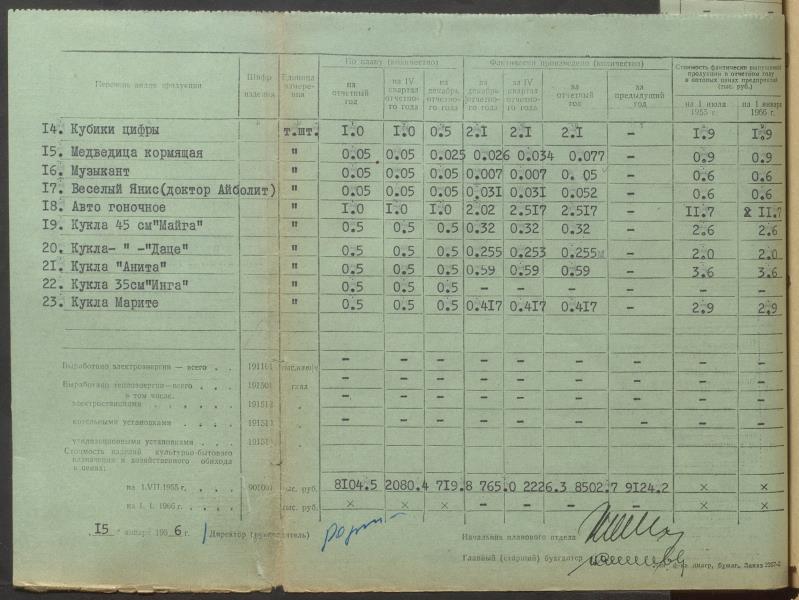 Перечень видов продукции
Шифр изделия
Единица измерения
По плану (количество)
на отчетный год
на IV квартал отчетного года
на декабрь отчетного года
Фактически произведено (количество)
за декабрь отчетного года
за IV квартал отчетного года
за отчетный год
за предыдущий год
Стоимость фактически выпущенной продукции в отчетном году в оптовых ценах предприятий (тыс. руб.)
на 1 июля 1955 г.
на 1 января 1966 г.
I4. Кубики цифры т.шт. I.0 I.0 0.5 2.I 2.I 2.I - I.9 I.9
I5. Медведица кормящая " 0.05 0.05 0.025 0.026 0.034 0.077 - 0.9 0.9
I6. Музыкант " 0.05 0.05 0.05 0.007 0.007 0.05 - 0.6 0.6
I7. Веселый Янис(доктор Айболит) " 0.05 0.05 0.05 0.03I 0.03I 0.052 - 0.6 0.6
I8. Авто гоночное " I.0 I.0 I.0 2.02 2.5I7 2.5I7 - II.7 II.7
I9. Кукла 45 см"Майга" " 0.5 0.5 0.5 0.32 0.32 0.32 - 2.6 2.6
20. Кукла- " -"Даце" " 0.5 0.5 0.5 0.255 0.253 0.255 - 2.0 2.0
2I. Кукла "Анита" " 0.5 0.5 0.5 0.59 0.59 0.59 - 3.6 3.6
22. Кукла 35см"Инга" " 0.5 0.5 0.5 - - - - - -
23. Кукла Марите " 0.5 0.5 0.5 0.4I7 0.4I7 0.4I7 - 2.9 2.9
Выработано электроэнергии — всего - - - - - - - - -
Выработано теплоэнергии—всего гкал - - - - - - - - -
в том числе:
электростанциями - - - - - - - - -
котельными установками - - - - - - - - -
утилизационными установками
Стоимость изделий культурно-бытового назначения и хозяйственного обихода в ценах:
на 1.VII.1955 г. тыс. руб. 8I04.5 2080.4 7I9.8 765.0 2226.3 8502.7 9I24.2 × ×
на 1. I. 1966 г. тыс. руб. × × × × ×
I5 " январь 196 6 г. Директор (руководитель)
Начальник планового отдела
Главный (старший) бухгалтер